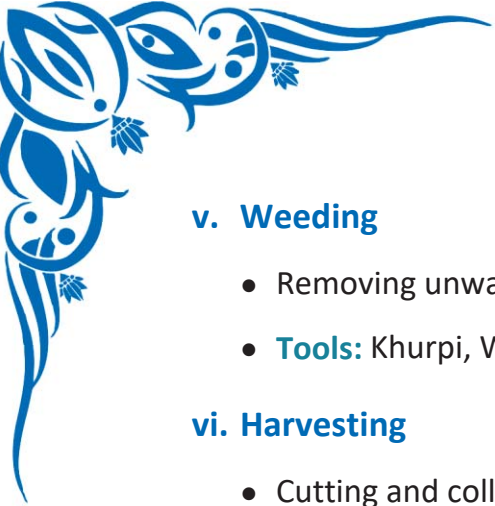 v. Weeding
● Removing
● Tools: Khurpi,
vi. Harvesting
● Cutting and